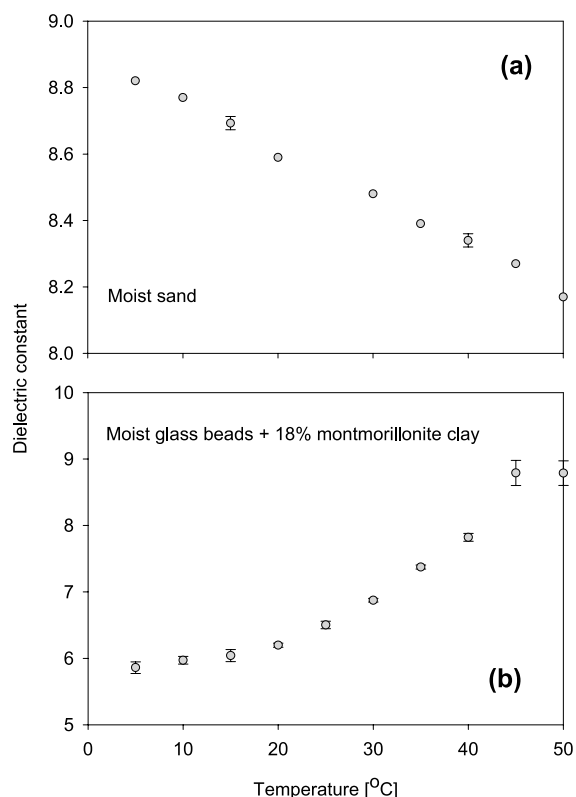 9.0
(a)
8.8
8.6
8.4
8.2
Moist sand
8.0
Dielectric constant
10
Moist glass beads + 18% montmorillonite clay
9
8
7
6
(b)
5
0 10 20 30 40 50
Temperature [°C]